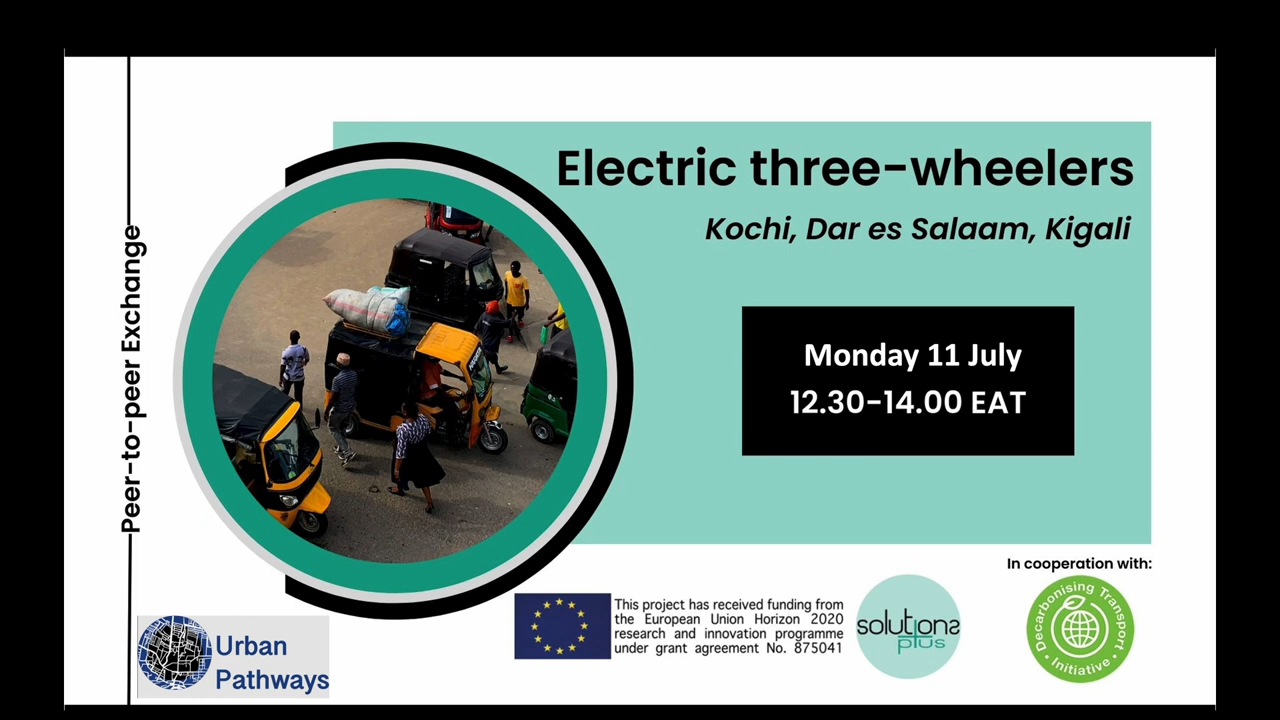 Electric three-wheelers
Kochi, Dar es Salaam, Kigali
Monday 11 July
12.30-14.00 EAT
Peer-to-peer Exchange
In cooperation with:
This project has received funding from
the European Union Horizon 2020
research and innovation programme
under grant agreement No. 875041
solutions
plus
Decarbonising Transport
• Initiative •
Urban
Pathways